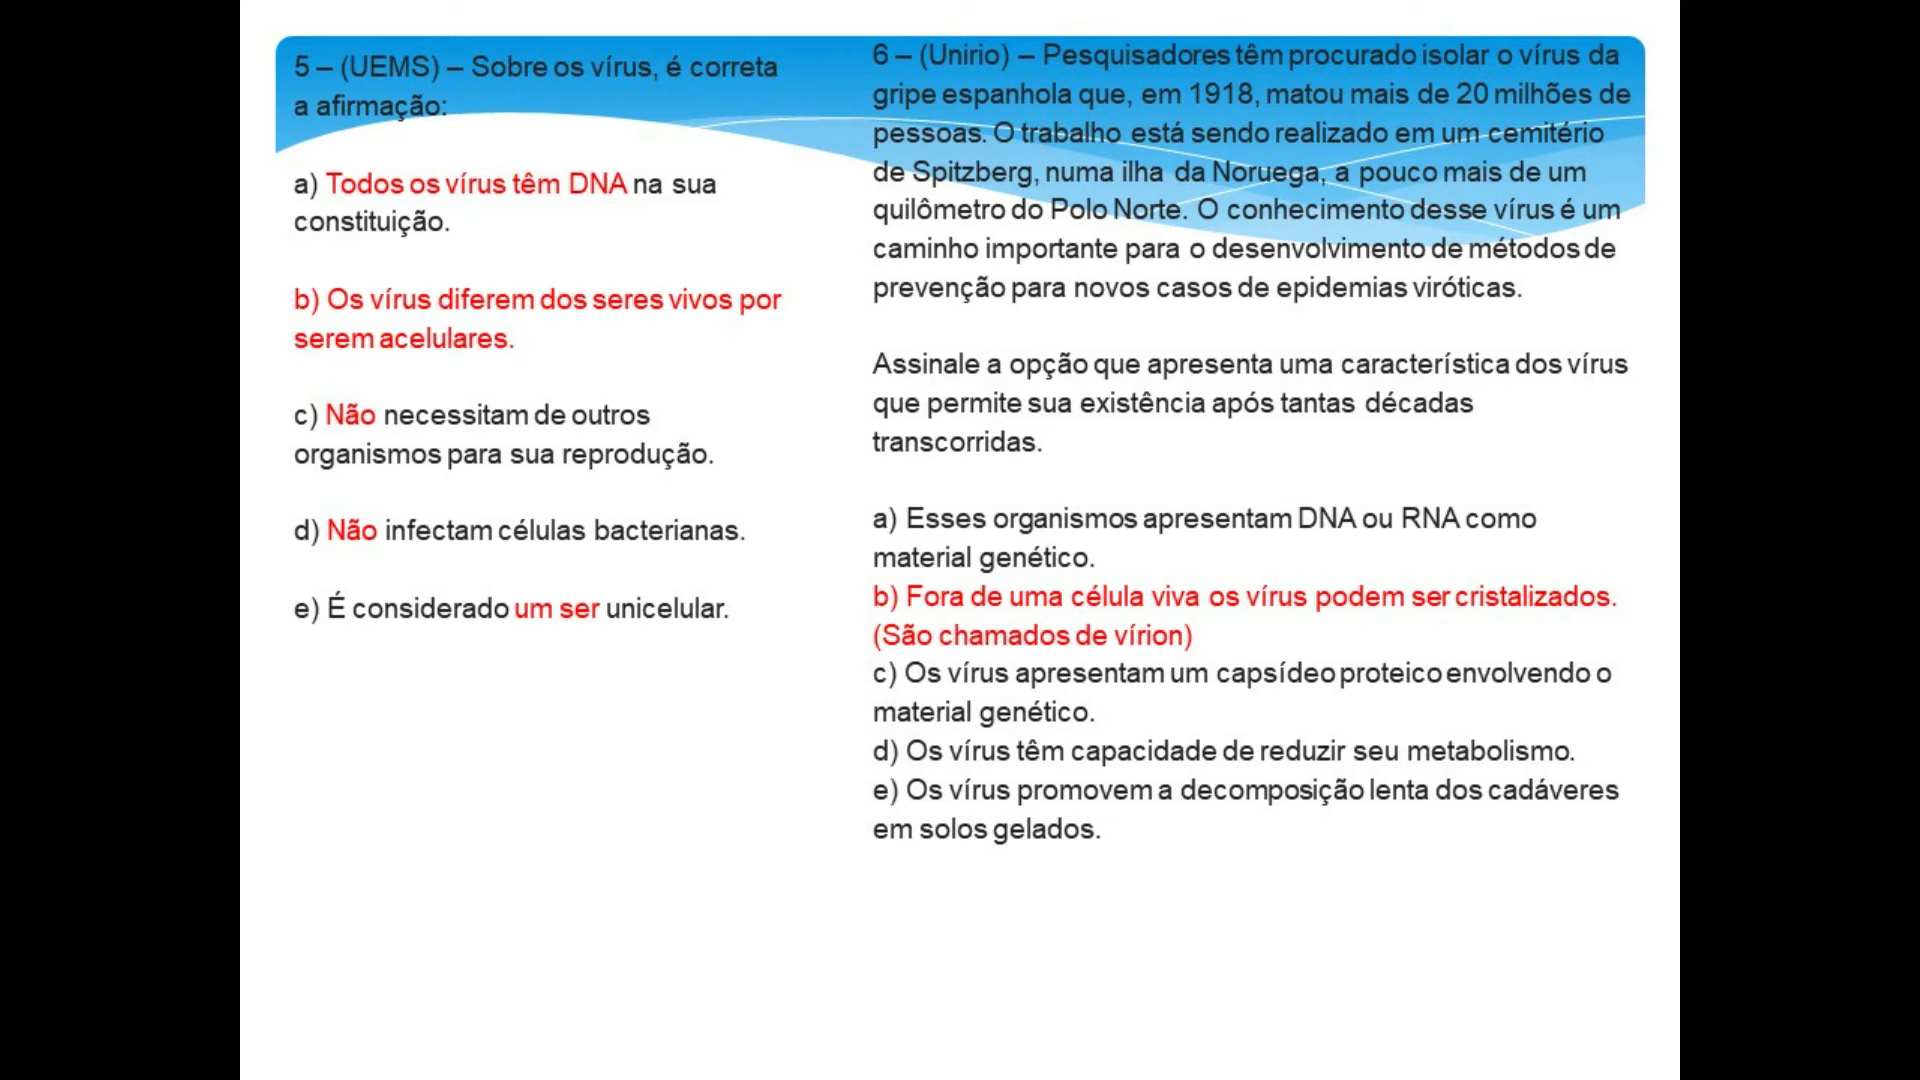 5 – (UEMS) – Sobre os vírus, é correta
a afirmação:
a) Todos os vírus têm DNA na sua
constituição.
b) Os vírus diferem dos seres vivos por
serem acelulares.
c) Não necessitam de outros
organismos para sua reprodução.
d) Não infectam células bacterianas.
e) É considerado um ser unicelular.
6 – (Unirio) – Pesquisadores têm procurado isolar o vírus da
gripe espanhola que, em 1918, matou mais de 20 milhões de
pessoas. O trabalho está sendo realizado em um cemitério
de Spitzberg, numa ilha da Noruega, a pouco mais de um
quilômetro do Polo Norte. O conhecimento desse vírus é um
caminho importante para o desenvolvimento de métodos de
prevenção para novos casos de epidemias viróticas.
Assinale a opção que apresenta uma característica dos vírus
que permite sua existência após tantas décadas
transcorridas.
a) Esses organismos apresentam DNA ou RNA como
material genético.
b) Fora de uma célula viva os vírus podem ser cristalizados.
(São chamados de vírion)
c) Os vírus apresentam um capsídeo proteico envolvendo o
material genético.
d) Os vírus têm capacidade de reduzir seu metabolismo.
e) Os vírus promovem a decomposição lenta dos cadáveres
em solos gelados.